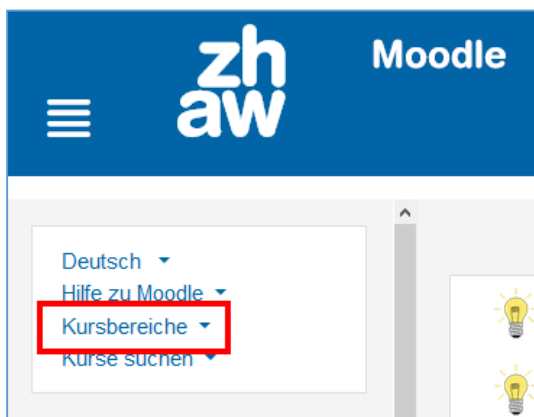 zh
aw
Moodle
Deutsch
Hilfe zu Moodle
Kursbereiche
Kurse suchen